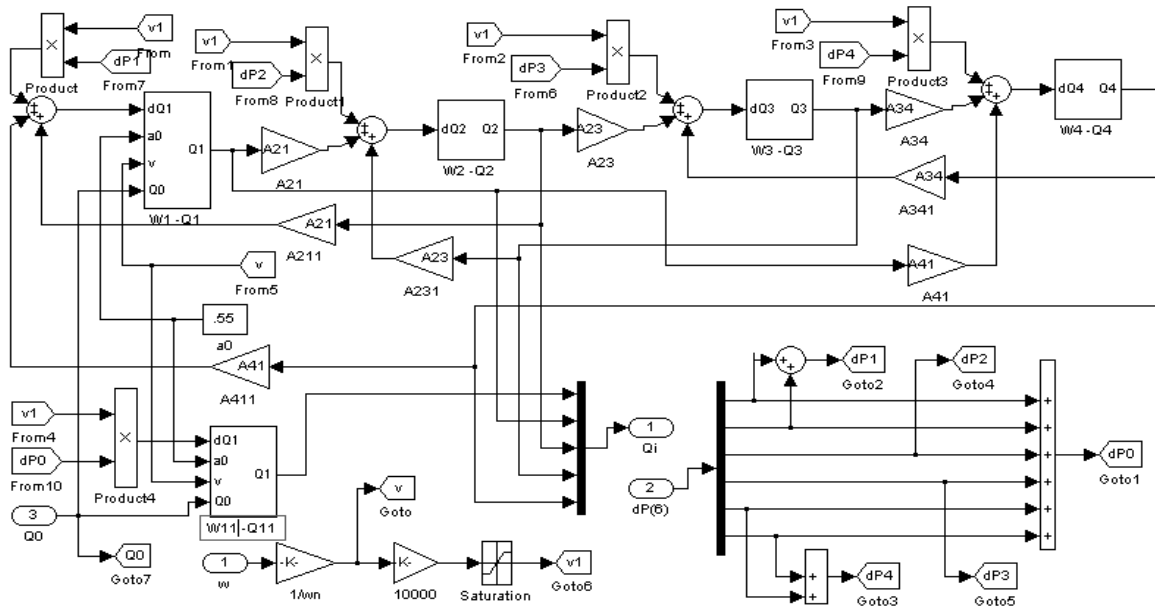 v1
From
dP1
From7
Product
v1
From1
dP2
From8
Product1
v1
From2
dP3
From6
Product2
v1
From3
dP4
From9
Product3
dQ1
a0
v
Q0
Q1
W1 -Q1
A21
A21
dQ2
Q2
W2 -Q2
A23
A23
dQ3
Q3
W3 -Q3
A34
A34
dQ4
Q4
W4 -Q4
A34
A341
A21
A211
A23
A231
A41
A41
v
From5
.55
a0
A41
A411
v1
From4
dP0
From10
Product4
dQ1
a0
v
Q0
Q1
W11 -Q11
3
Q0
Q0
Goto7
1
w
-K-
1/wn
v
Goto
K-
10000
Saturation
v1
Goto6
1
Qi
2
dP(6)
dP1
Goto2
dP2
Goto4
dP0
Goto1
dP4
Goto3
dP3
Goto5